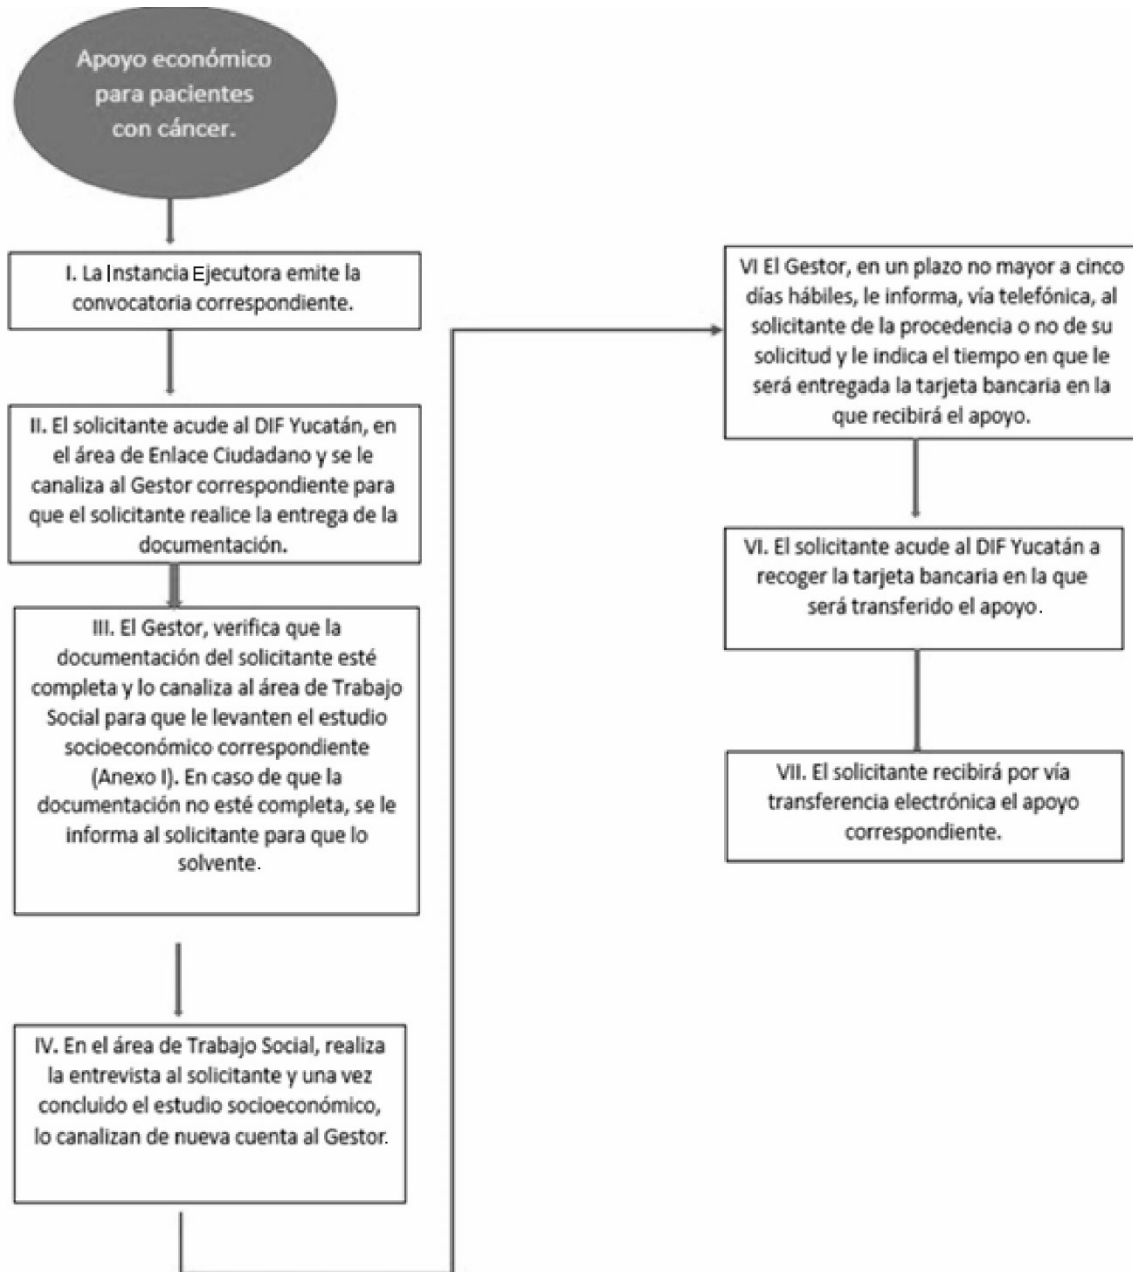 Apoyo económico
para pacientes
con cáncer.
I. La Instancia Ejecutora emite la
convocatoria correspondiente.
II. El solicitante acude al DIF Yucatán, en
el área de Enlace Ciudadano y se le
canaliza al Gestor correspondiente para
que el solicitante realice la entrega de la
documentación.
III. El Gestor, verifica que la
documentación del solicitante esté
completa y lo canaliza al área de Trabajo
Social para que le levanten el estudio
socioeconómico correspondiente
(Anexo I). En caso de que la
documentación no esté completa, se le
informa al solicitante para que lo
solvente.
IV. En el área de Trabajo Social, realiza
la entrevista al solicitante y una vez
concluido el estudio socioeconómico,
lo canalizan de nueva cuenta al Gestor.
VI El Gestor, en un plazo no mayor a cinco
días hábiles, le informa, vía telefónica, al
solicitante de la procedencia o no de su
solicitud y le indica el tiempo en que le
será entregada la tarjeta bancaria en la
que recibirá el apoyo.
VI. El solicitante acude al DIF Yucatán a
recoger la tarjeta bancaria en la que
será transferido el apoyo.
VII. El solicitante recibirá por vía
transferencia electrónica el apoyo
correspondiente.